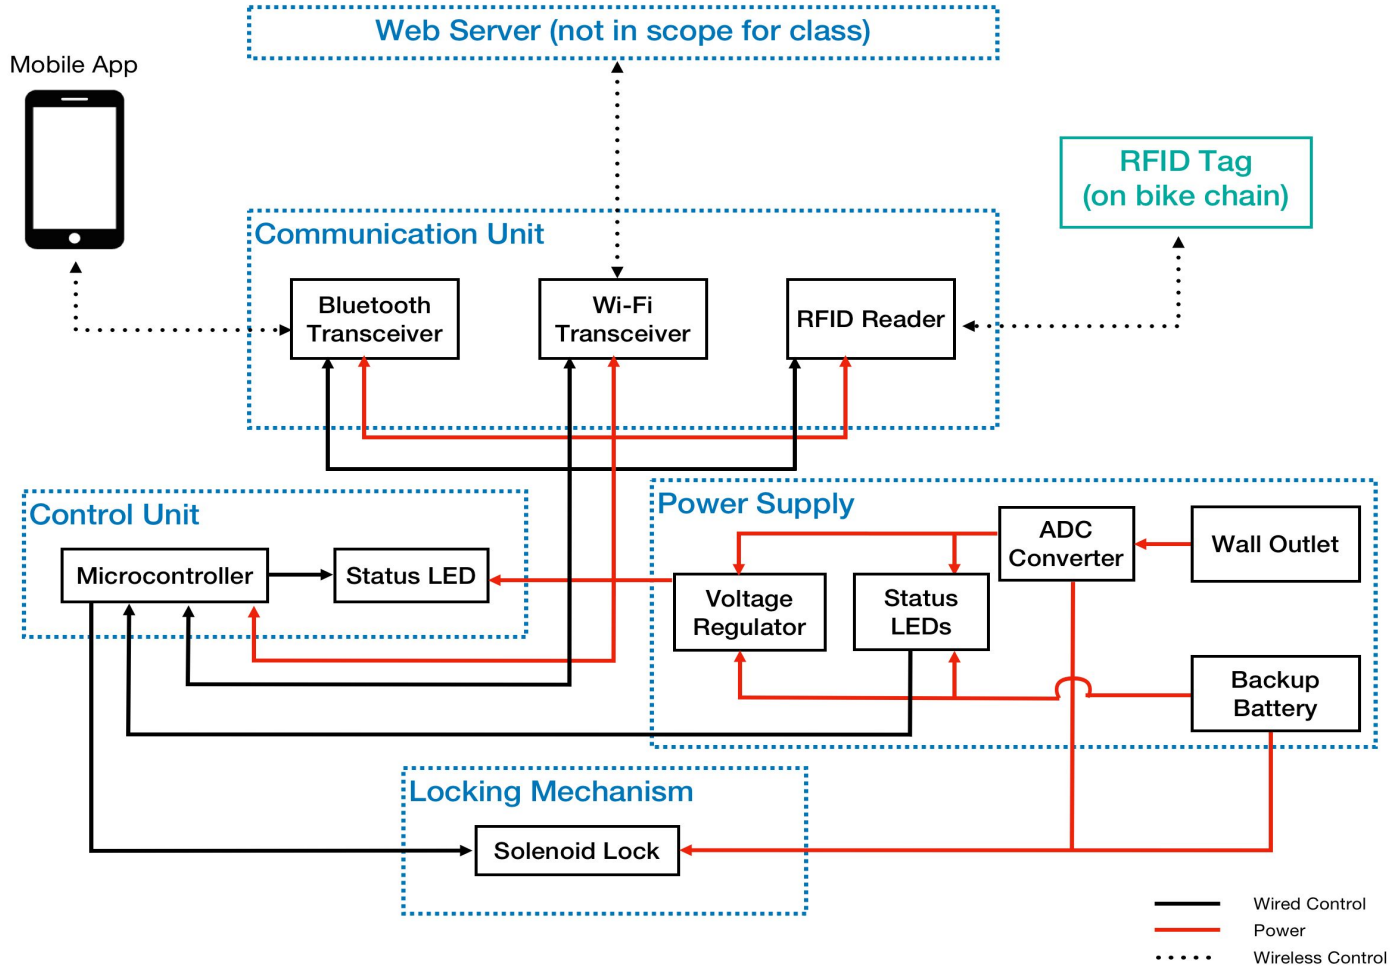 Web Server (not in scope for class)
Mobile App
RFID Tag
(on bike chain)
Communication Unit
Bluetooth
Transceiver
Wi-Fi
Transceiver
RFID Reader
Control Unit
Microcontroller
Status LED
Power Supply
ADC
Converter
Wall Outlet
Voltage
Regulator
Status
LEDs
Backup
Battery
Locking Mechanism
Solenoid Lock
Wired Control
Power
Wireless Control